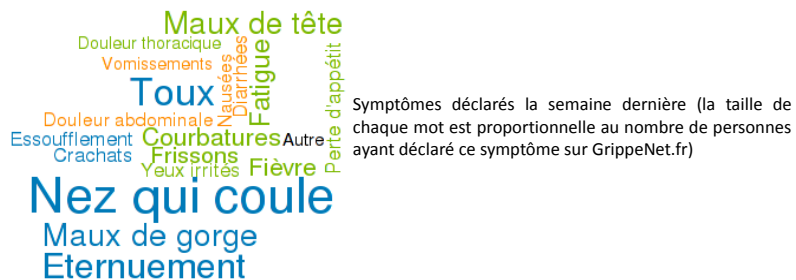 Maux de tête
Douleur thoracique
Vomissements
Nausées
Diarrhées
Fatigue
Perte d'appétit
Toux
Douleur abdominale
Essoufflement
Courbatures
Autre
Crachats
Frissons
Yeux irrités
Fièvre
Nez qui coule
Maux de gorge
Eternuement
Symptômes déclarés la semaine dernière (la taille de
chaque mot est proportionnelle au nombre de personnes
ayant déclaré ce symptôme sur GrippeNet.fr)